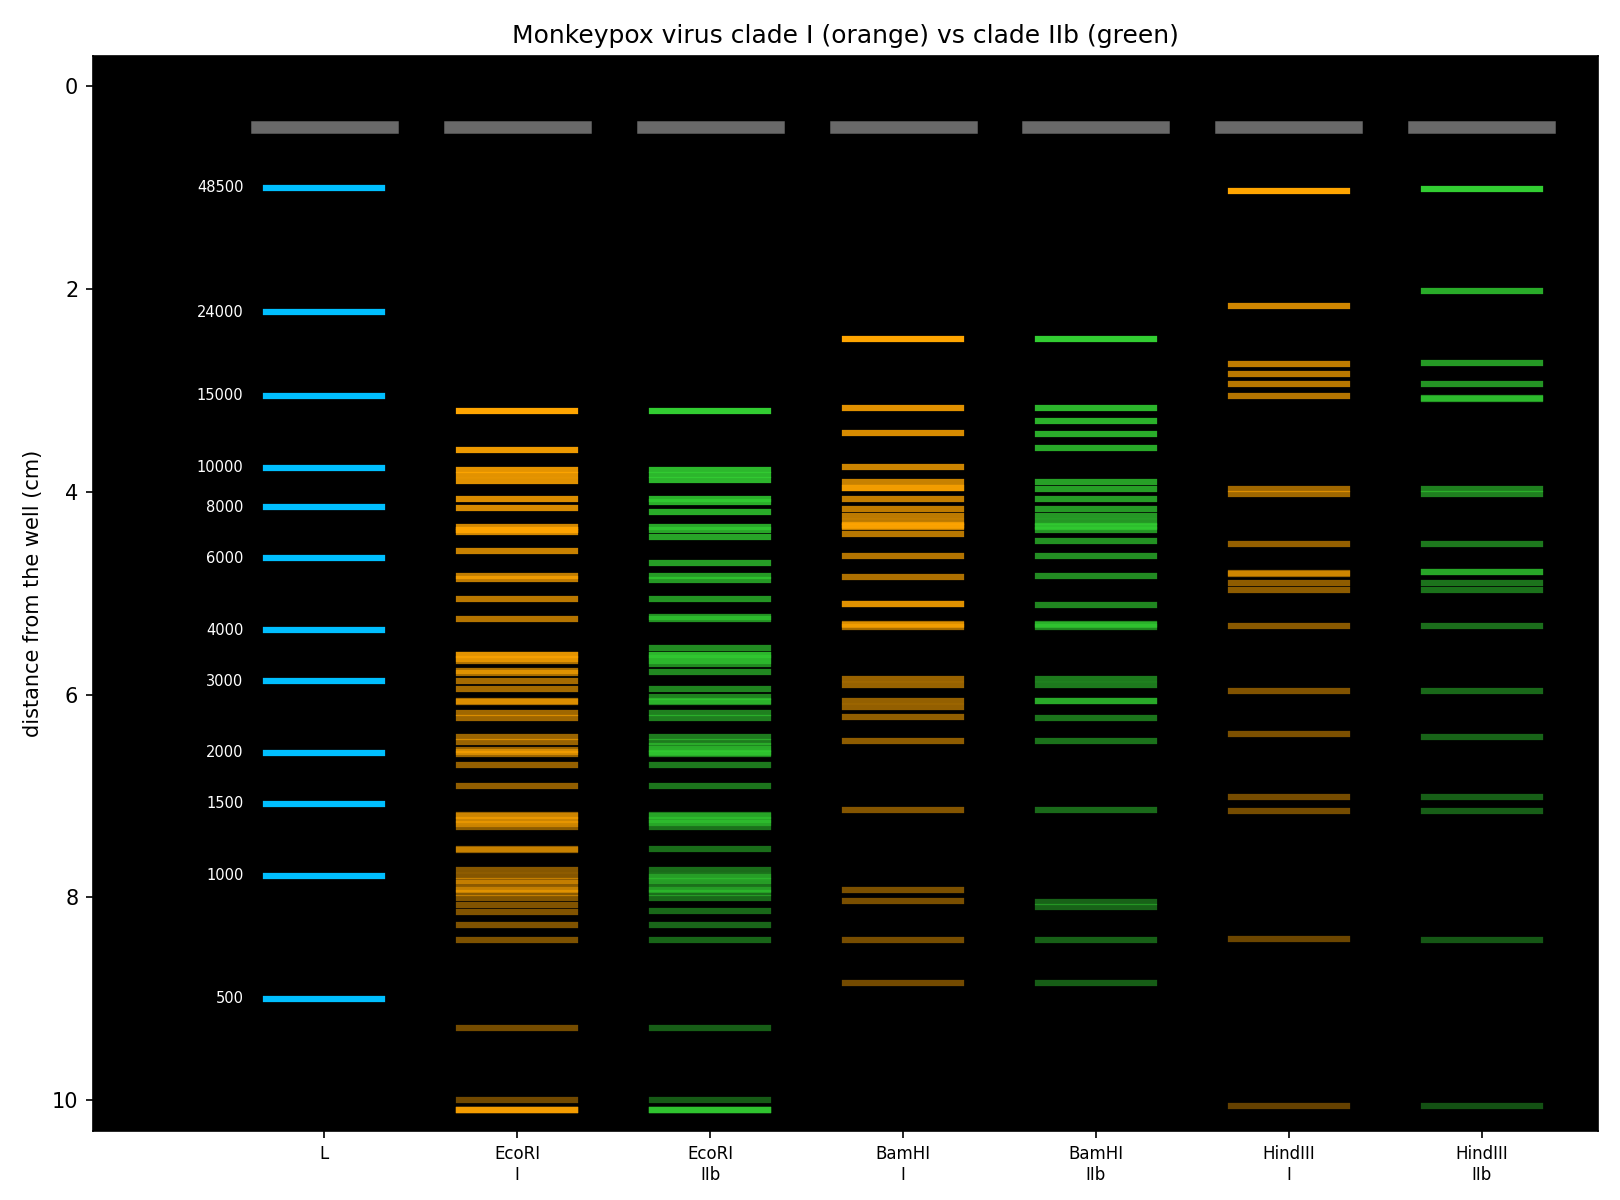 Monkeypox virus clade I (orange) vs clade IIb (green)
distance from the well (cm)
0
2
4
6
8
10
48500
24000
15000
10000
8000
6000
4000
3000
2000
1500
1000
500
L
EcoRI
I
EcoRI
IIb
BamHI
I
BamHI
IIb
HindIII
I
HindIII
IIb